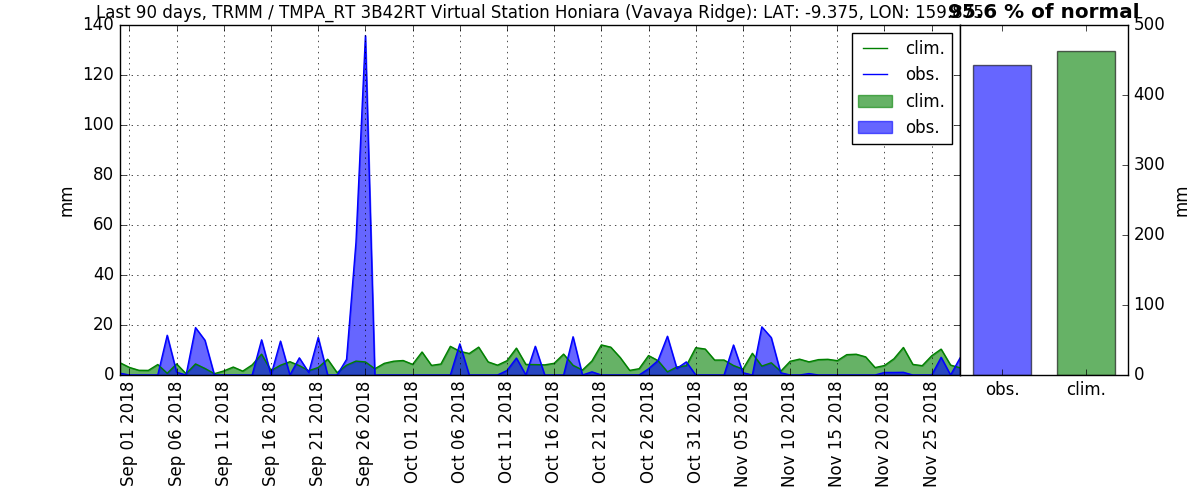 Last 90 days, TRMM / TMPA_RT 3B42RT Virtual Station Honiara (Vavaya Ridge): LAT: -9.375, LON:
95.6 % of normal
140
120
100
80
60
40
20
0
mm
clim.
obs.
clim.
obs.
Sep 01 2018
Sep 06 2018
Sep 11 2018
Sep 16 2018
Sep 21 2018
Sep 26 2018
Oct 01 2018
Oct 06 2018
Oct 11 2018
Oct 16 2018
Oct 21 2018
Oct 26 2018
Oct 31 2018
Nov 05 2018
Nov 10 2018
Nov 15 2018
Nov 20 2018
Nov 25 2018
500
400
300
200
100
0
mm
obs.
clim.